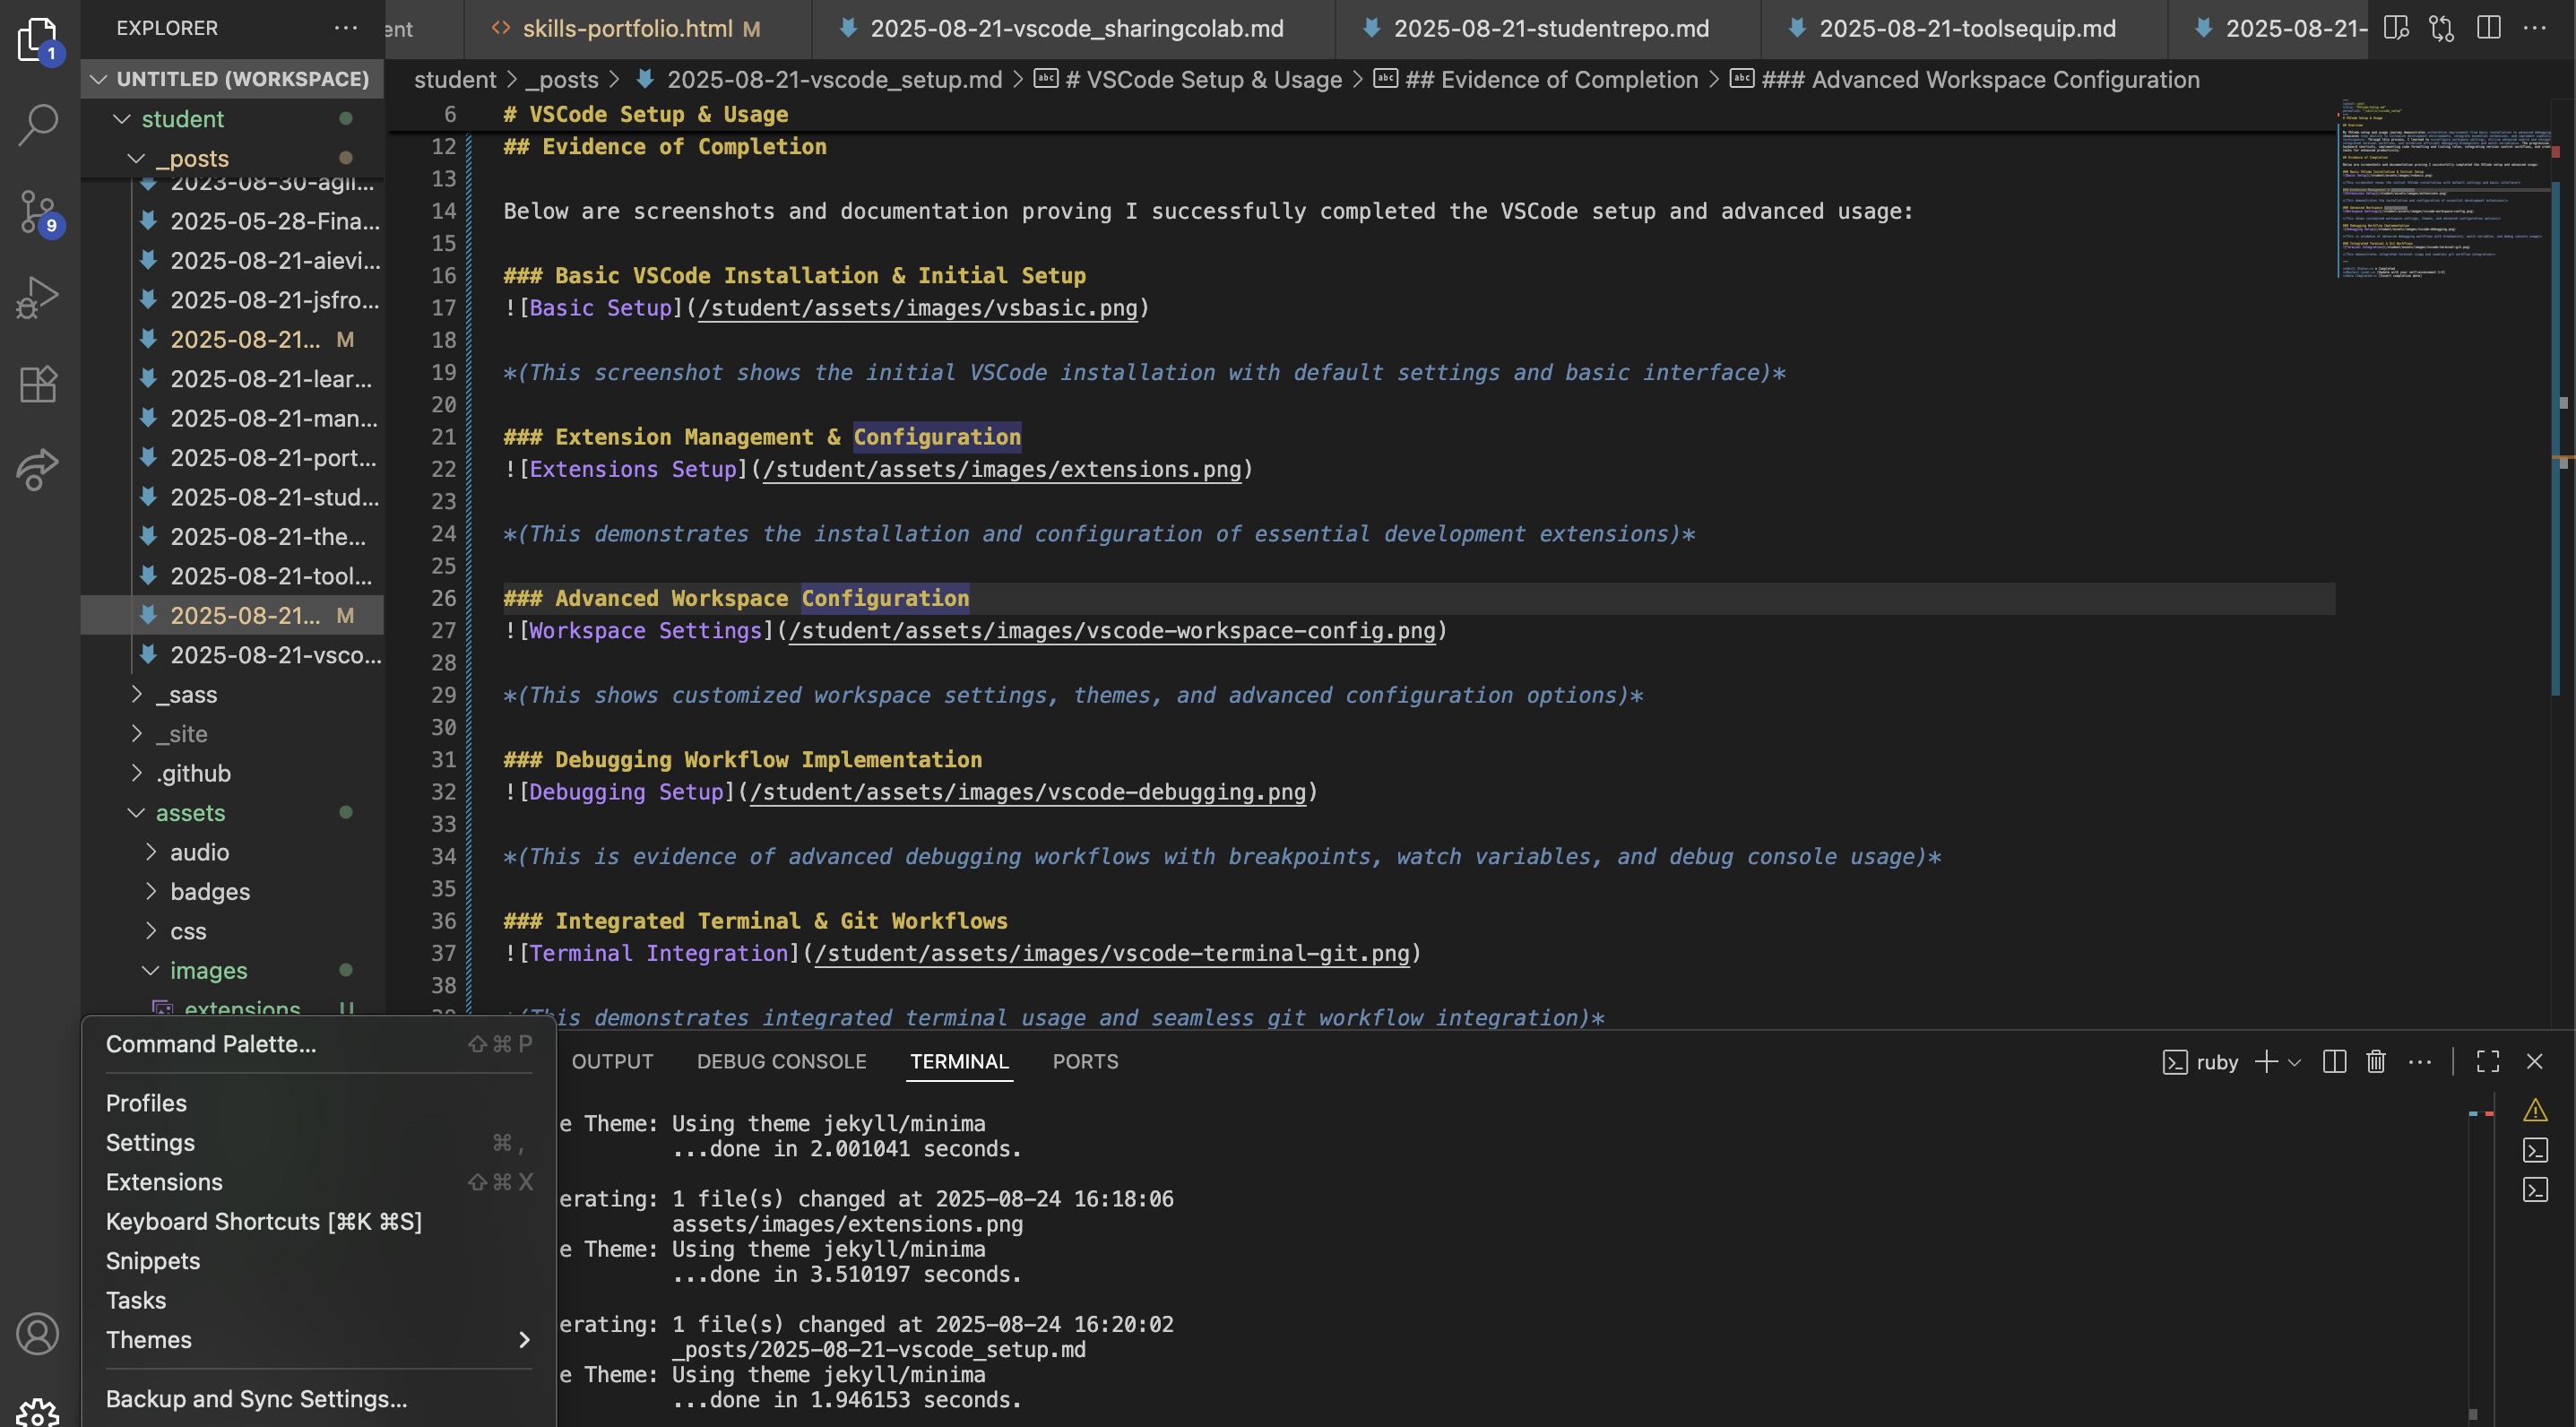 EXPLORER
ent
skills-portfolio.html M
2025-08-21-vscode_sharingcolab.md
2025-08-21-studentrepo.md
2025-08-21-toolsequip.md
2025-08-21-
1
UNTITLED (WORKSPACE)
student > _posts > 2025-08-21-vscode_setup.md > # VSCode Setup & Usage > ## Evidence of Completion > ### Advanced Workspace Configuration
student
_posts
2023-08-30-agil...
2025-05-28-Fina...
2025-08-21-aievi...
2025-08-21-jsfro...
2025-08-21... M
2025-08-21-lear...
2025-08-21-man...
2025-08-21-port...
2025-08-21-stud...
2025-08-21-the...
2025-08-21-tool...
2025-08-21... M
2025-08-21-vsco...
_sass
_site
.github
assets
audio
badges
css
images
extensions U
9
6 # VSCode Setup & Usage
12 ## Evidence of Completion
13
14 Below are screenshots and documentation proving I successfully completed the VSCode setup and advanced usage:
15
16 ### Basic VSCode Installation & Initial Setup
17 ![Basic Setup](/student/assets/images/vsbasic.png)
18
19 *(This screenshot shows the initial VSCode installation with default settings and basic interface)*
20
21 ### Extension Management & Configuration
22 ![Extensions Setup](/student/assets/images/extensions.png)
23
24 *(This demonstrates the installation and configuration of essential development extensions)*
25
26 ### Advanced Workspace Configuration
27 ![Workspace Settings](/student/assets/images/vscode-workspace-config.png)
28
29 *(This shows customized workspace settings, themes, and advanced configuration options)*
30
31 ### Debugging Workflow Implementation
32 ![Debugging Setup](/student/assets/images/vscode-debugging.png)
33
34 *(This is evidence of advanced debugging workflows with breakpoints, watch variables, and debug console usage)*
35
36 ### Integrated Terminal & Git Workflows
37 ![Terminal Integration](/student/assets/images/vscode-terminal-git.png)
38
This demonstrates integrated terminal usage and seamless git workflow integration)*
Command Palette... ⇧⌘P
Profiles
Settings ⌘,
Extensions ⇧⌘X
Keyboard Shortcuts [⌘K ⌘S]
Snippets
Tasks
Themes
Backup and Sync Settings...
OUTPUT
DEBUG CONSOLE
TERMINAL
PORTS
ruby
e Theme: Using theme jekyll/minima
...done in 2.001041 seconds.
erating: 1 file(s) changed at 2025-08-24 16:18:06
assets/images/extensions.png
e Theme: Using theme jekyll/minima
...done in 3.510197 seconds.
erating: 1 file(s) changed at 2025-08-24 16:20:02
_posts/2025-08-21-vscode_setup.md
e Theme: Using theme jekyll/minima
...done in 1.946153 seconds.